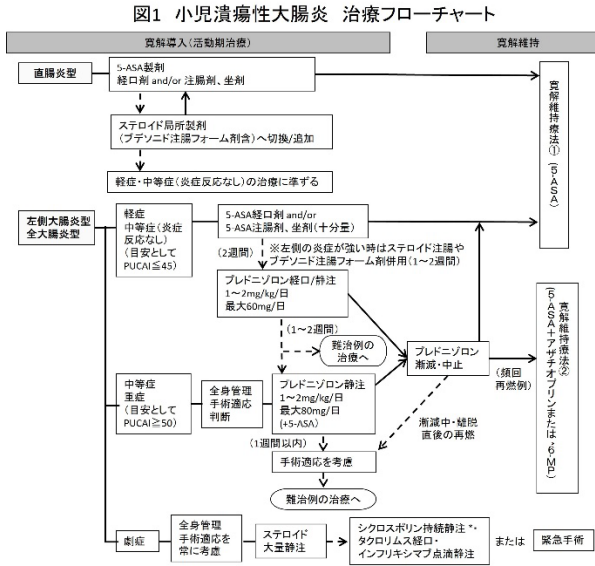 図1　小児潰瘍性大腸炎　治療フローチャート
寛解導入（活動期治療）
寛解維持
直腸炎型
5-ASA製剤
経口剤 and/or 注腸剤、坐剤
ステロイド局所製剤
（ブデソニド注腸フォーム剤含）へ切換/追加
軽症・中等症（炎症反応なし）の治療に準ずる
寛解維持療法①（5-ASA）
左側大腸炎型
全大腸炎型
軽症
中等症（炎症
反応なし）
（目安として
PUCAI≦45）
5-ASA経口剤 and/or
5-ASA注腸剤、坐剤（十分量）
（2週間）
※左側の炎症が強い時はステロイド注腸や
ブデソニド注腸フォーム剤併用（1～2週間）
プレドニゾロン経口/静注
1～2mg/kg/日
最大60mg/日
（1～2週間）
難治例の
治療へ
プレドニゾロン
漸減・中止
（頻回
再燃例）
寛解維持療法②
（5-ASA＋アザチオプリンまたは、6-MP）
中等症
重症
（目安として
PUCAI≧50）
全身管理
手術適応
判断
プレドニゾロン静注
1～2mg/kg/日
最大80mg/日
(+5-ASA)
（1週間以内）
漸減中・離脱
直後の再燃
手術適応を考慮
難治例の治療へ
劇症
全身管理
手術適応を
常に考慮
ステロイド
大量静注
シクロスポリン持続静注 *・
タクロリムス経口・
インフリキシマブ点滴静注
または
緊急手術